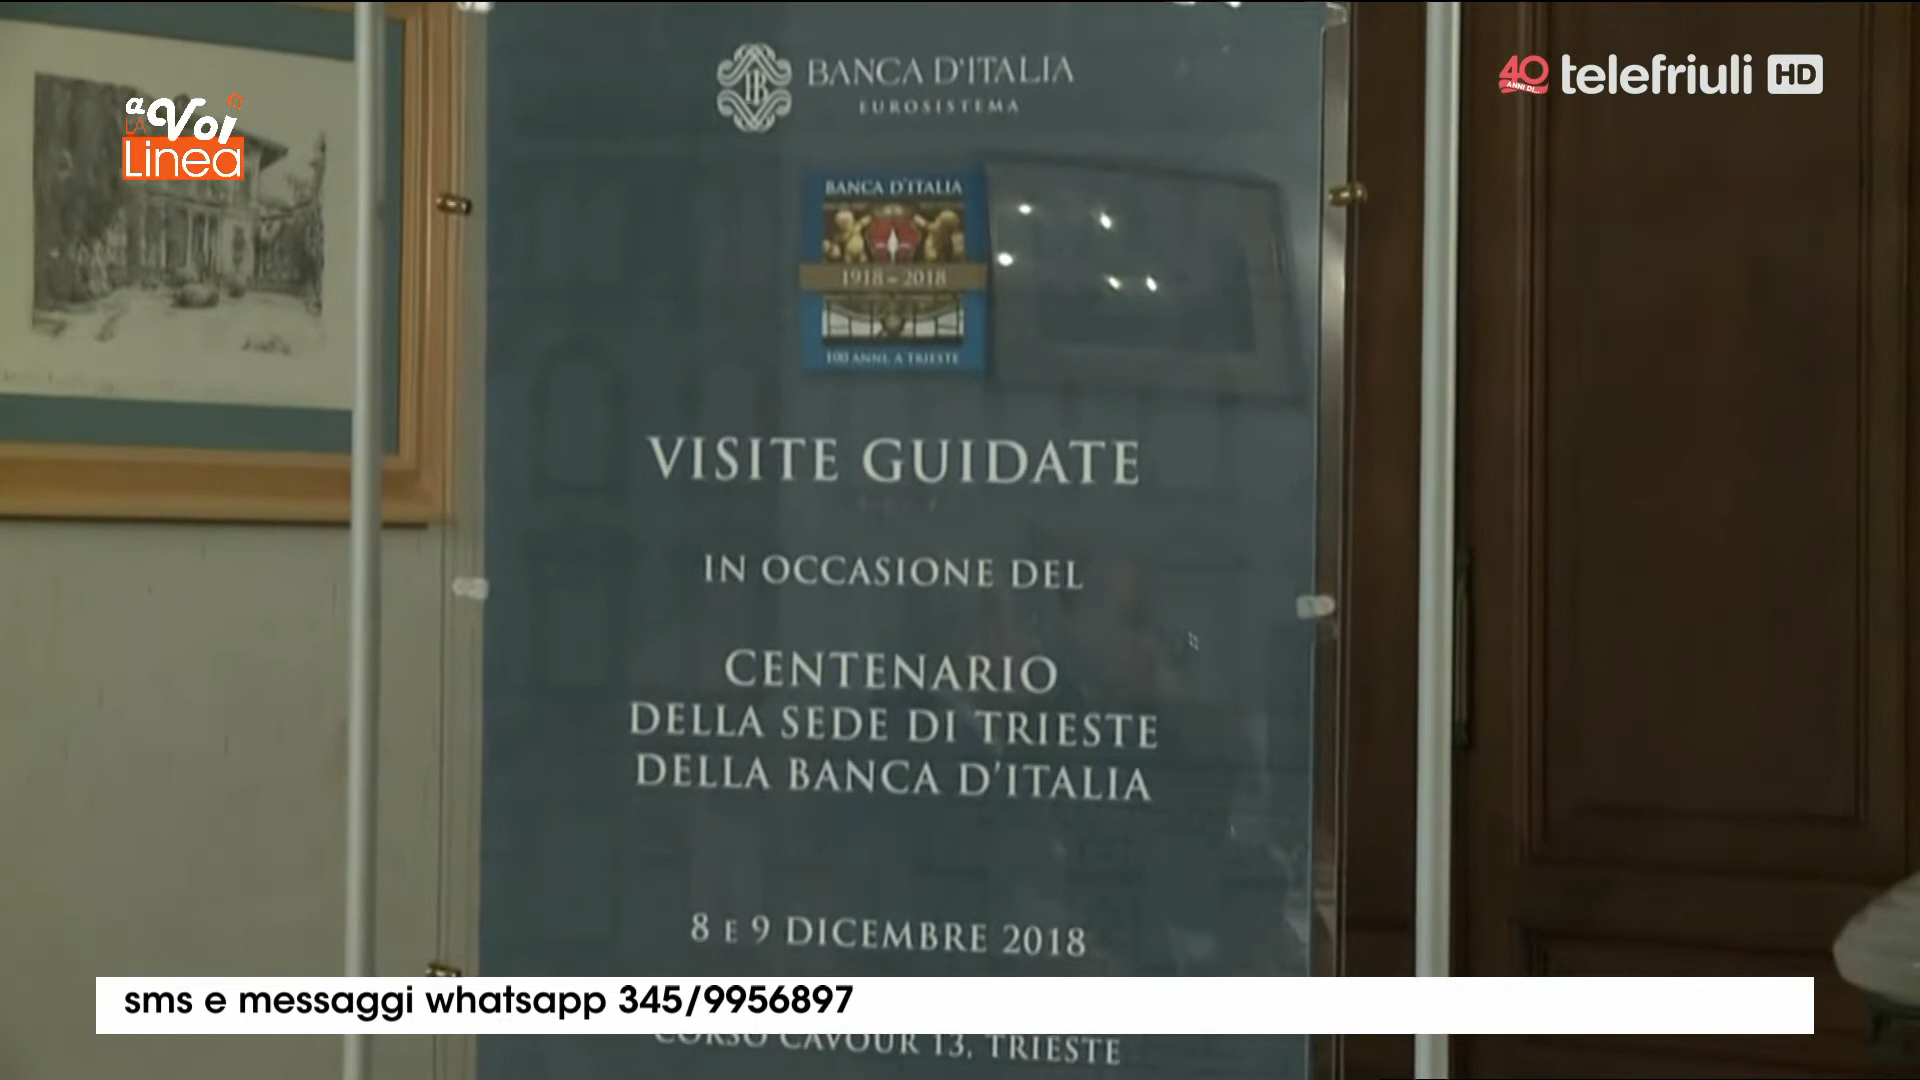 a Voi
LA
Linea
40
ANNI DI...
telefriuli HD
BANCA D'ITALIA
EUROSISTEMA
BANCA D'ITALIA
1918 - 2018
100 ANNI A TRIESTE
VISITE GUIDATE
IN OCCASIONE DEL
CENTENARIO
DELLA SEDE DI TRIESTE
DELLA BANCA D'ITALIA
8 E 9 DICEMBRE 2018
sms e messaggi whatsapp 345/9956897
CORSO CAVOUR 13, TRIESTE